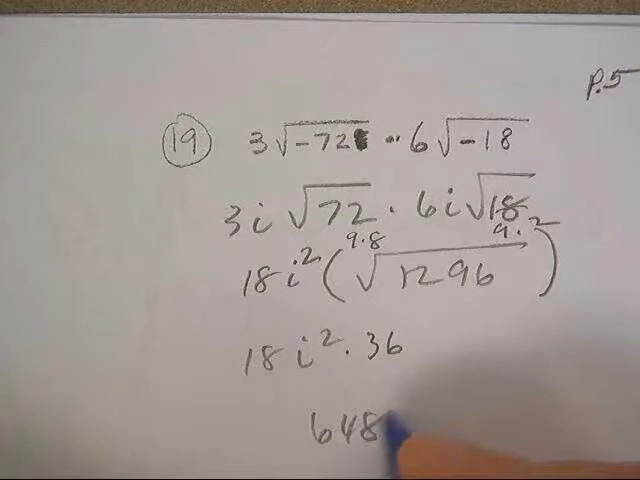 p.5
19 3√-72 · 6√-18
3i √72 · 6i √18
9·8 9·2
18i² (√1296)
18i² · 36
648